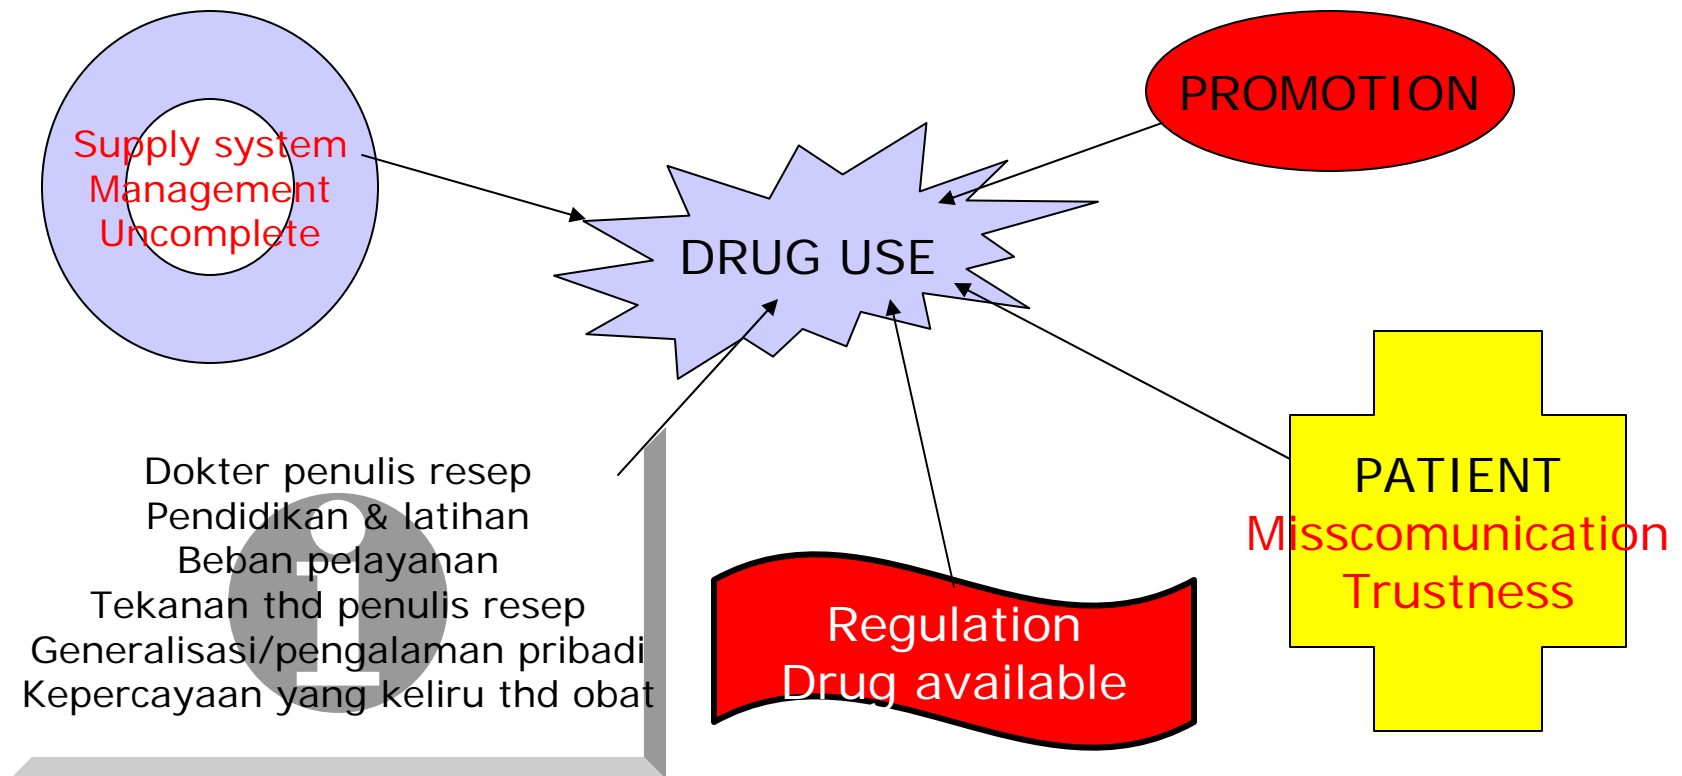 Supply system
Management
Uncomplete
PROMOTION
DRUG USE
Dokter penulis resep
Pendidikan & latihan
Beban pelayanan
Tekanan thd penulis resep
Generalisasi/pengalaman pribadi
Kepercayaan yang keliru thd obat
Regulation
Drug available
PATIENT
Misscomunication
Trustness